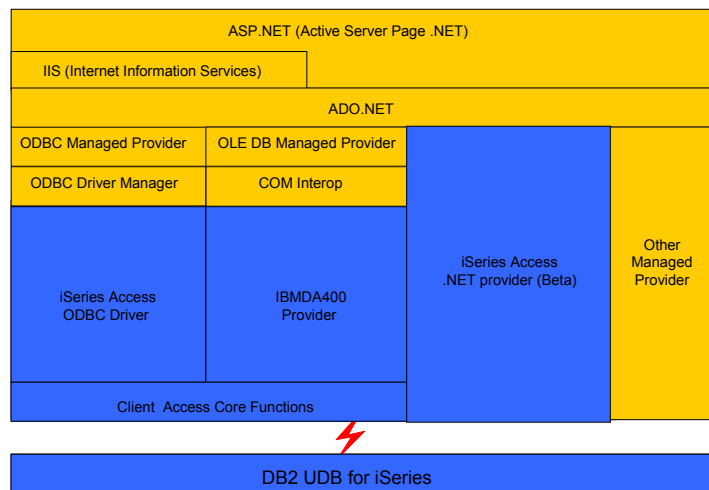 ASP.NET (Active Server Page .NET)
IIS (Internet Information Services)
ADO.NET
ODBC Managed Provider
OLE DB Managed Provider
ODBC Driver Manager
COM Interop
iSeries Access
ODBC Driver
IBMDA400
Provider
iSeries Access
.NET provider (Beta)
Other
Managed
Provider
Client Access Core Functions
DB2 UDB for iSeries